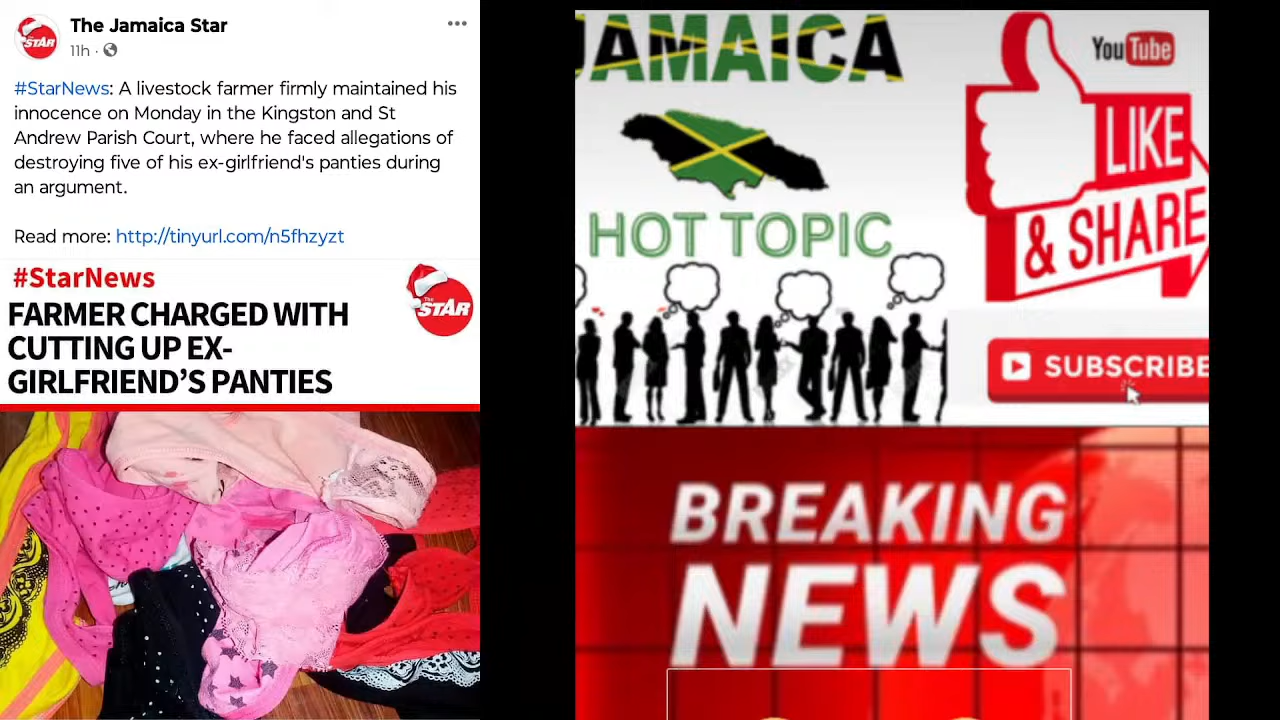 The Jamaica Star
11h ·
#StarNews: A livestock farmer firmly maintained his
innocence on Monday in the Kingston and St
Andrew Parish Court, where he faced allegations of
destroying five of his ex-girlfriend's panties during
an argument.
Read more: http://tinyurl.com/n5fhzyzt
#StarNews
The STAR
FARMER CHARGED WITH
CUTTING UP EX-
GIRLFRIEND'S PANTIES
JAMAICA
HOT TOPIC
YouTube
LIKE
& SHARE
SUBSCRIBE
BREAKING
NEWS